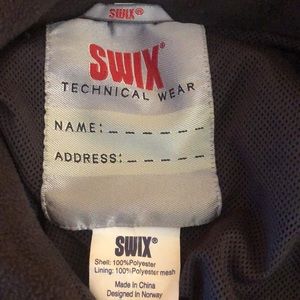 SWIX®
SWIX®
TECHNICAL WEAR
NAME: _ _ _ _ _
ADDRESS: _ _ _ _ _
SWIX®
Shell: 100%Polyester
Lining: 100%Polyester mesh
Made In China
Designed In Norway